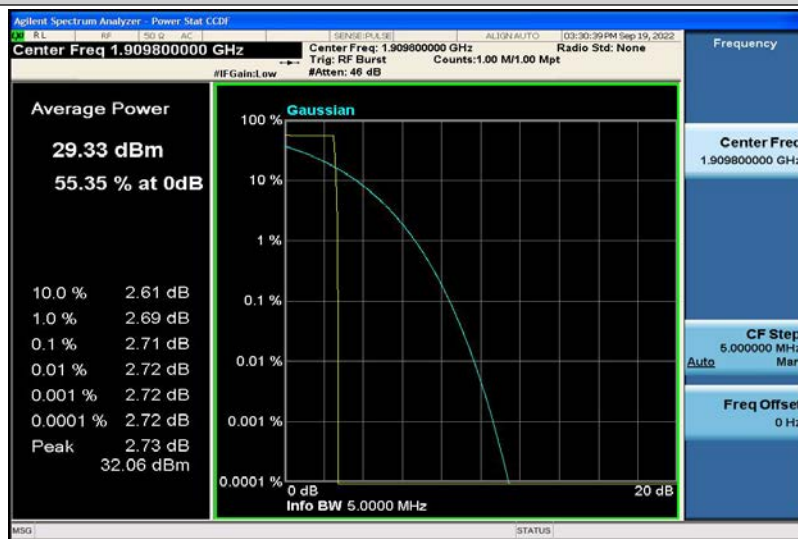 Agilent Spectrum Analyzer - Power Stat CCDF
RL RF 50 Ω AC SENSE:PULSE ALIGNAUTO 03:30:39PM Sep 19, 2022
Center Freq 1.909800000 GHz
Center Freq: 1.909800000 GHz Radio Std: None
Trig: RF Burst Counts:1.00 M/1.00 Mpt
#IFGain:Low #Atten: 46 dB
Frequency
Average Power
29.33 dBm
55.35 % at 0dB
10.0 % 2.61 dB
1.0 % 2.69 dB
0.1 % 2.71 dB
0.01 % 2.72 dB
0.001 % 2.72 dB
0.0001 % 2.72 dB
Peak 2.73 dB
32.06 dBm
Gaussian
100 %
10 %
1 %
0.1 %
0.01 %
0.001 %
0.0001 %
0 dB 20 dB
Info BW 5.0000 MHz
Center Freq
1.909800000 GHz
CF Step
5.000000 MHz
Auto Man
Freq Offset
0 Hz
MSG STATUS